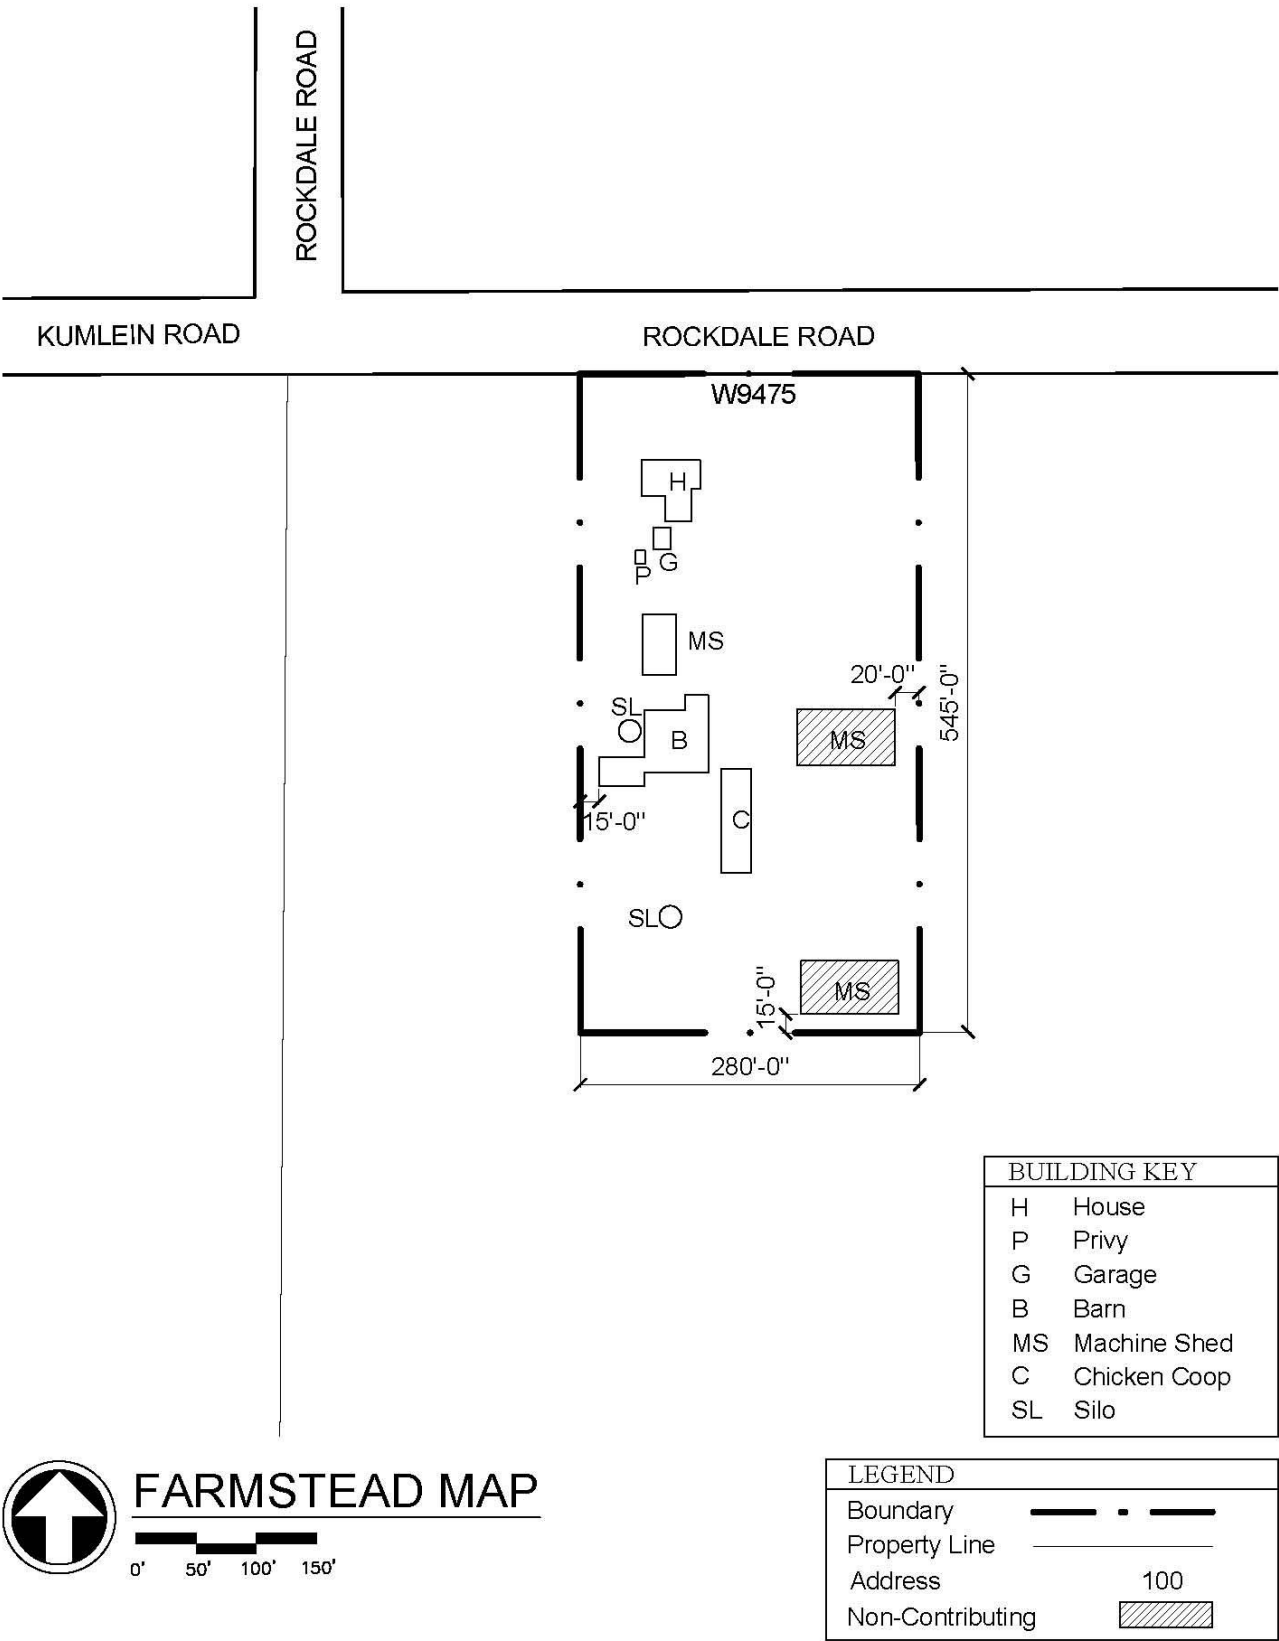 ROCKDALE ROAD
KUMLEIN ROAD
ROCKDALE ROAD
W9475
H
G
P
MS
20'-0"
545'-0"
SL
B
MS
15'-0"
C
SL
MS
15'-0"
280'-0"
BUILDING KEY
H House
P Privy
G Garage
B Barn
MS Machine Shed
C Chicken Coop
SL Silo
FARMSTEAD MAP
0' 50' 100' 150'
LEGEND
Boundary
Property Line
Address 100
Non-Contributing